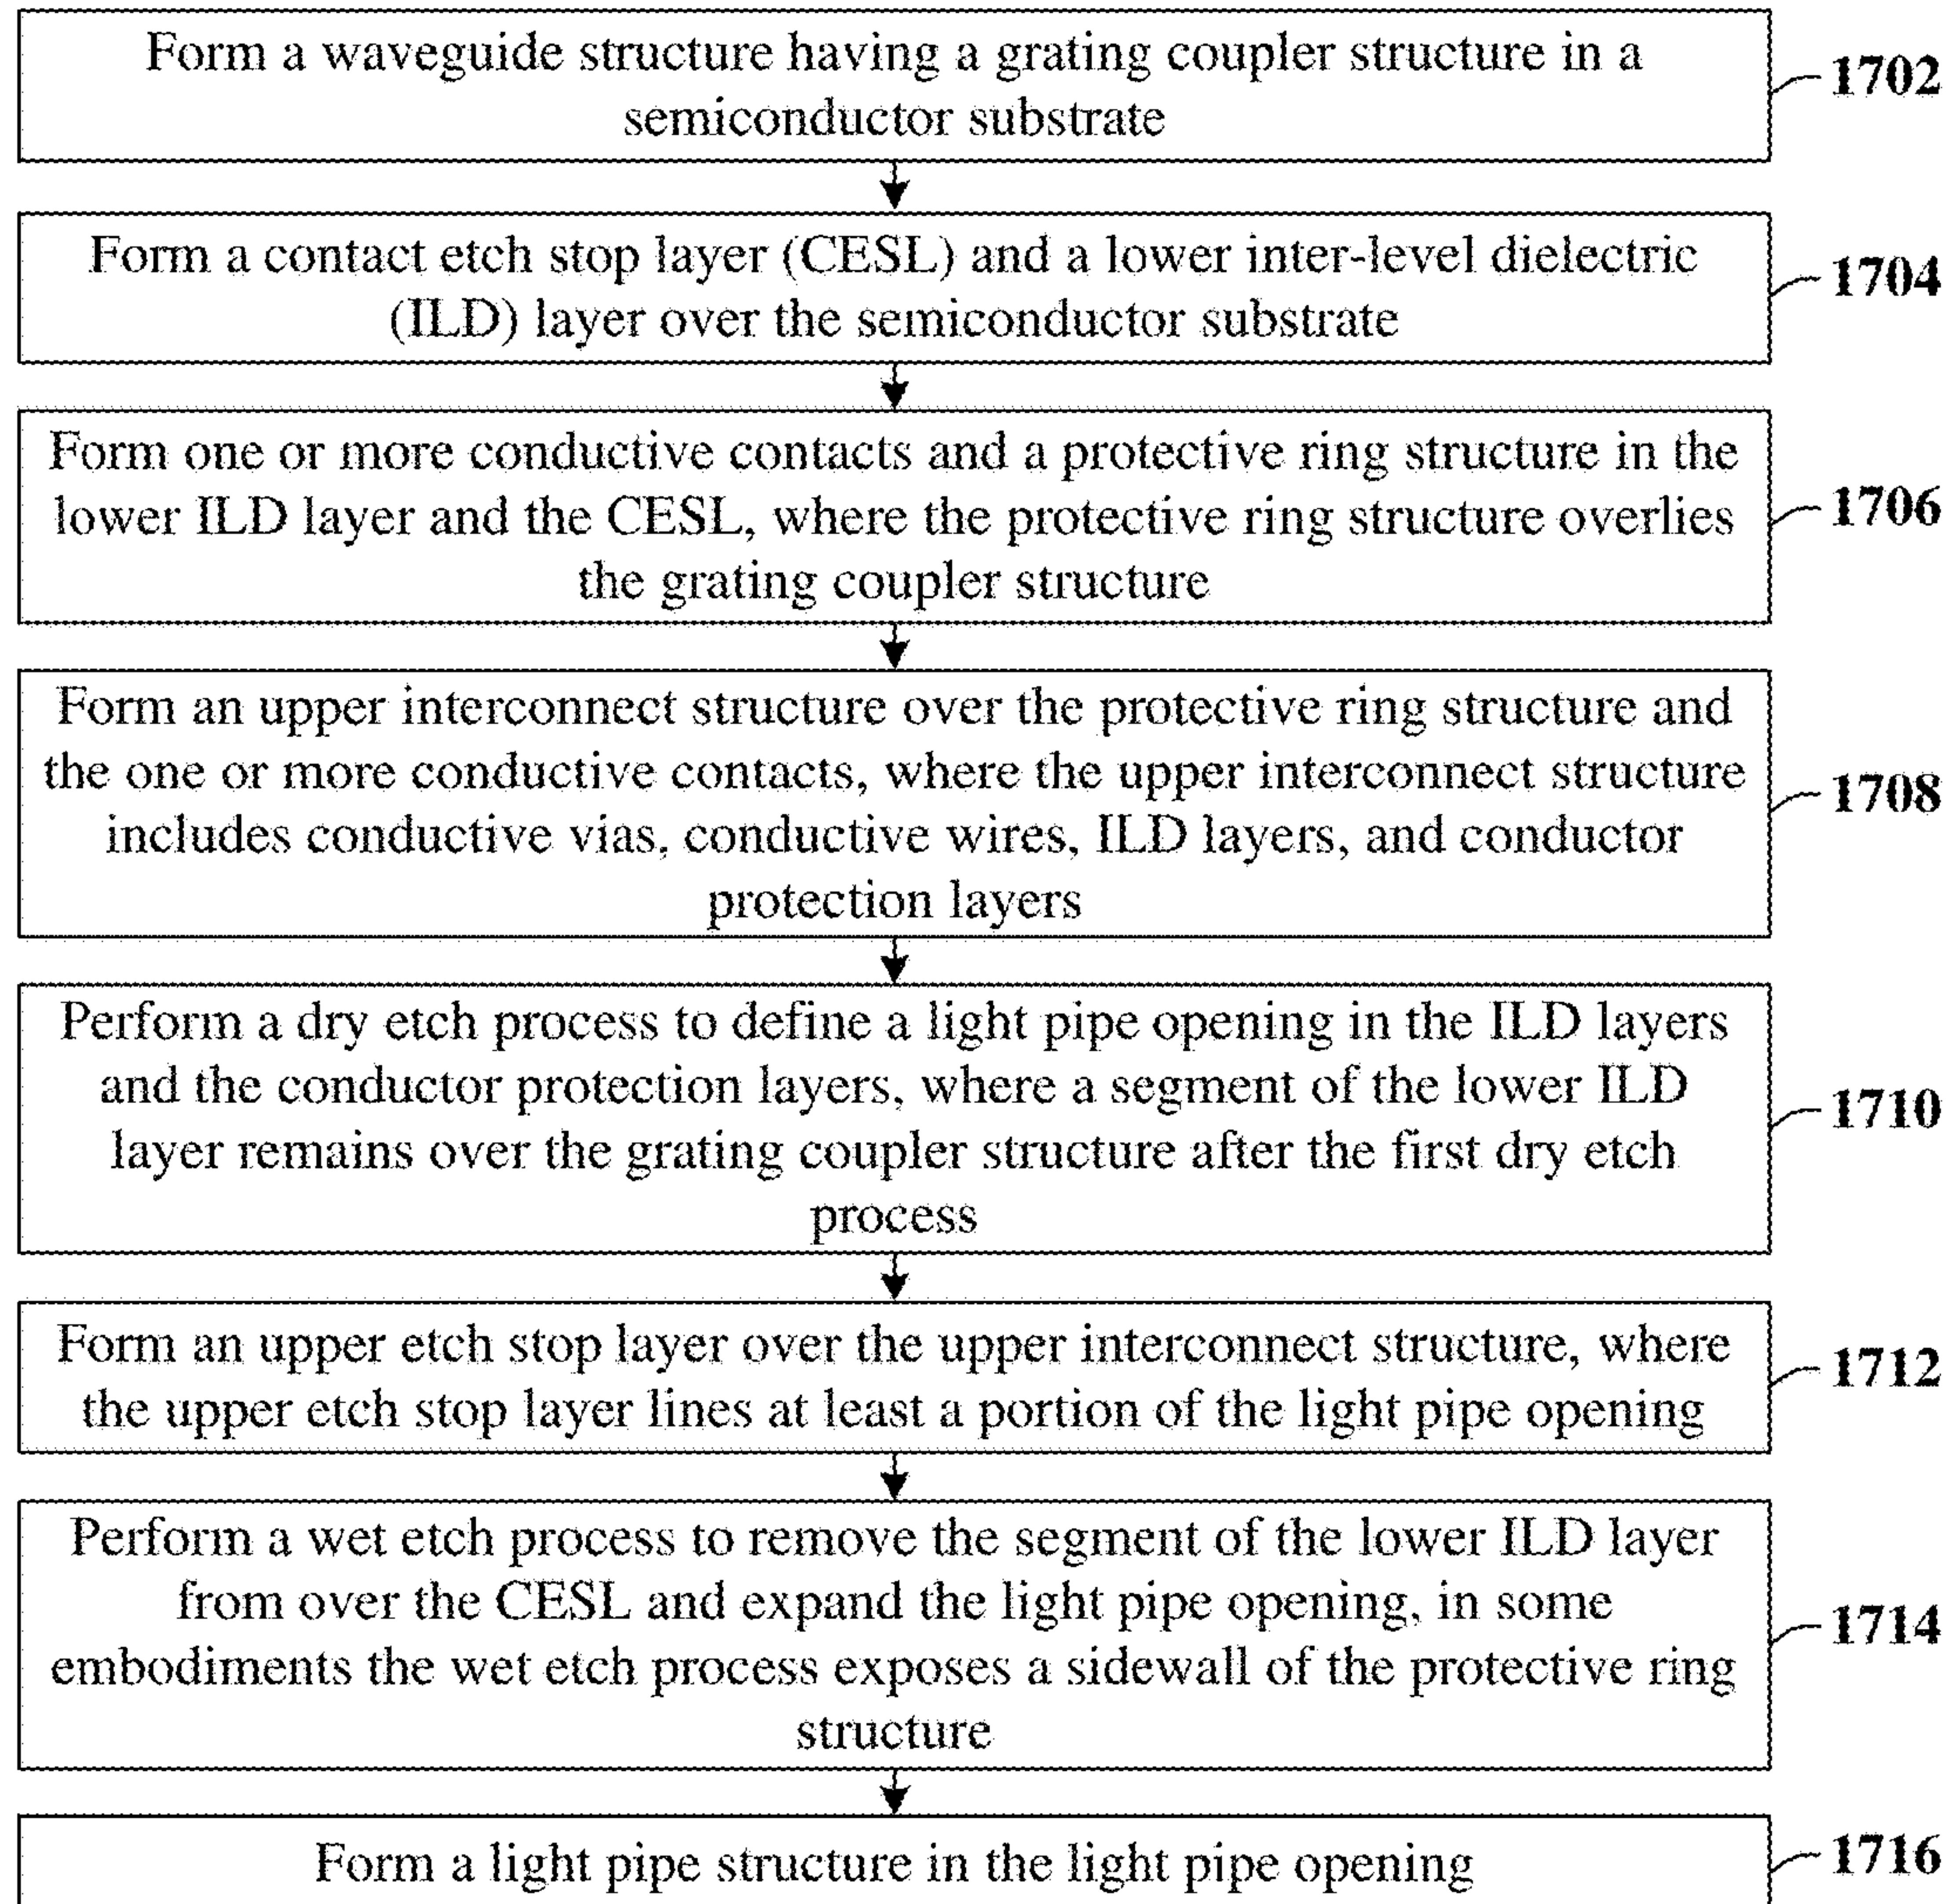 Form a waveguide structure having a grating coupler structure in a
semiconductor substrate
1702
Form a contact etch stop layer (CESL) and a lower inter-level dielectric
(ILD) layer over the semiconductor substrate
1704
Form one or more conductive contacts and a protective ring structure in the
lower ILD layer and the CESL, where the protective ring structure overlies
the grating coupler structure
1706
Form an upper interconnect structure over the protective ring structure and
the one or more conductive contacts, where the upper interconnect structure
includes conductive vias, conductive wires, ILD layers, and conductor
protection layers
1708
Perform a dry etch process to define a light pipe opening in the ILD layers
and the conductor protection layers, where a segment of the lower ILD
layer remains over the grating coupler structure after the first dry etch
process
1710
Form an upper etch stop layer over the upper interconnect structure, where
the upper etch stop layer lines at least a portion of the light pipe opening
1712
Perform a wet etch process to remove the segment of the lower ILD layer
from over the CESL and expand the light pipe opening, in some
embodiments the wet etch process exposes a sidewall of the protective ring
structure
1714
Form a light pipe structure in the light pipe opening
1716